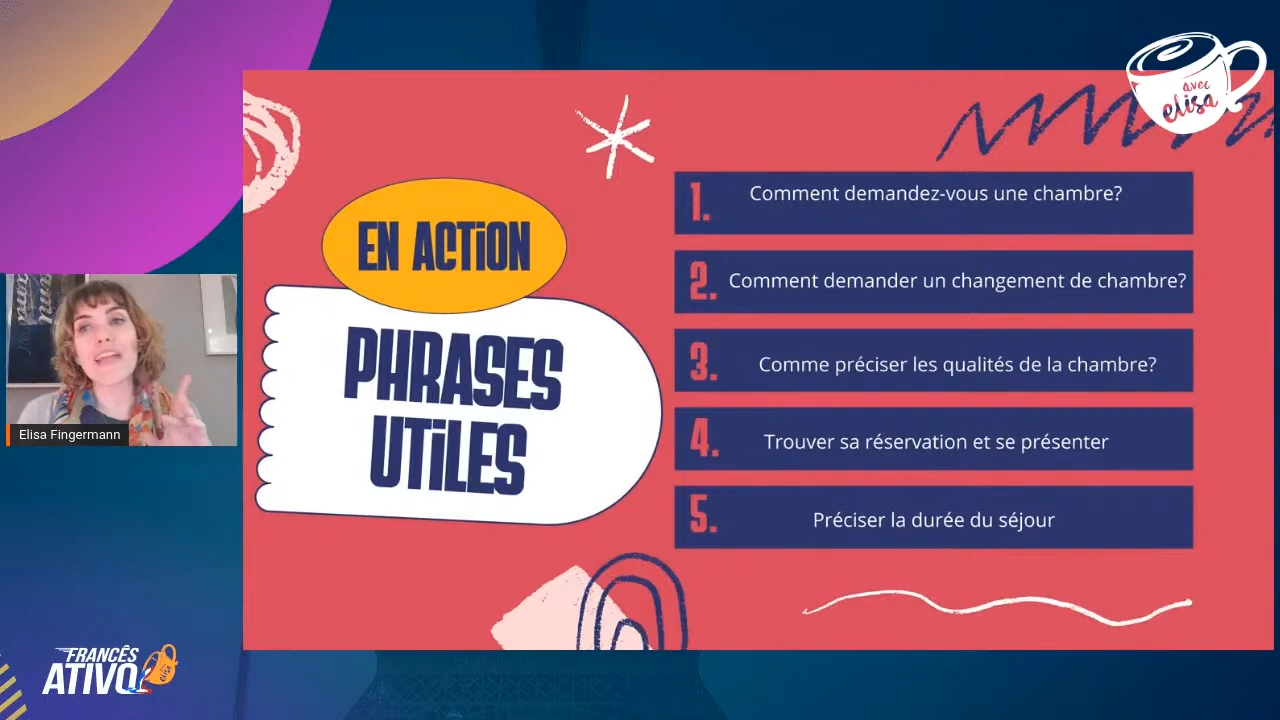 avec
elisa
EN ACTION
PHRASES
UTILES
1. Comment demandez-vous une chambre?
2. Comment demander un changement de chambre?
3. Comme préciser les qualités de la chambre?
4. Trouver sa réservation et se présenter
5. Préciser la durée du séjour
Elisa Fingermann
FRANCÊS
ATIVO